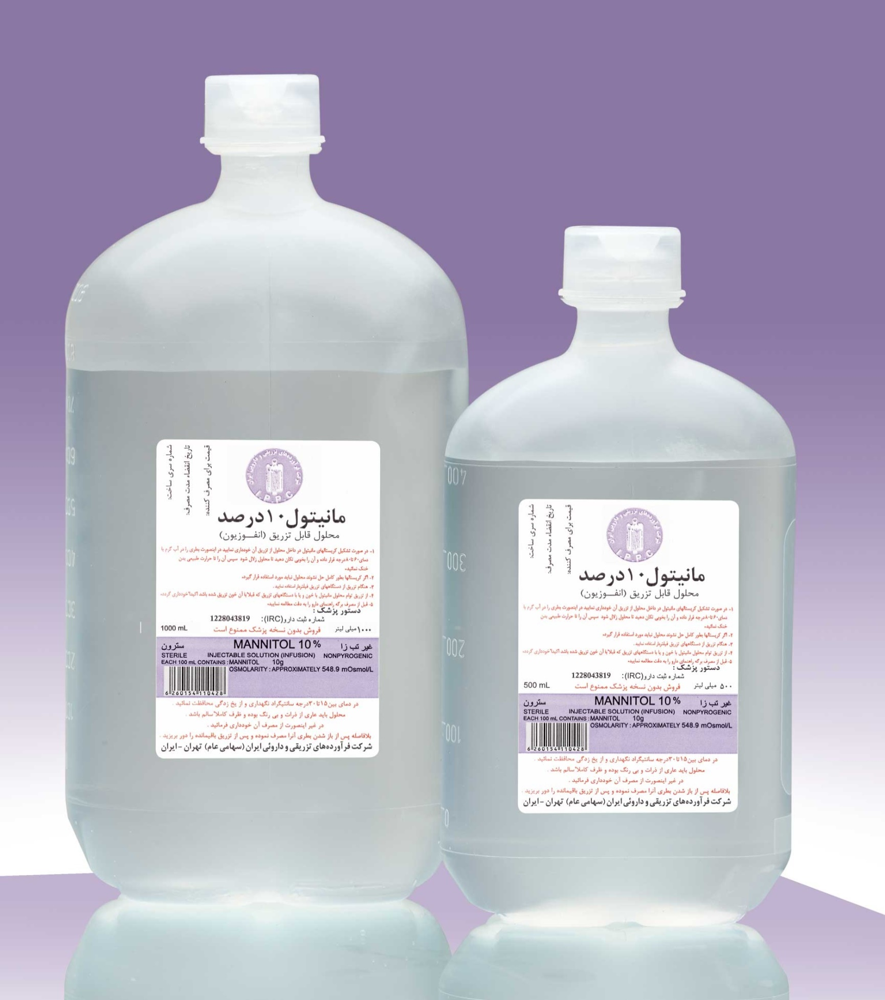 شماره سری ساخت:
تاریخ انقضاء مدت مصرف:
قیمت برای مصرف کننده:
شرکت فرآورده‌های تزریقی و داروئی ایران
I.P.P.C
مانیتول ۱۰درصد
محلول قابل تزریق (انفـوزیون)
۱- در صورت تشکیل کریستالهای مانیتول در داخل محلول از تزریق آن خودداری نمایید در اینصورت بطری را در آب گرم با
دمای ۶۰ تا ۸۰ درجه قرار داده و آن را بخوبی تکان دهید تا محلول زلال شود سپس آن را تا حرارت طبیعی بدن
خنک نمائید.
۲- اگر کریستالها بطور کامل حل نشوند محلول نباید مورد استفاده قرار گیرد.
۳- هنگام تزریق از دستگاههای تزریق فیلتردار استفاده نمایید.
۴- از تزریق توام محلول مانیتول با خون و یا با دستگاههای تزریق که قبلا با آن خون تزریق شده باشد اکیدا" خودداری گردد.
۵- قبل از مصرف برگه راهنمای دارو را به دقت مطالعه نمایید.
دستور پزشک :
شماره ثبت دارو(IRC): 1228043819
۱۰۰۰میلی لیتر فروش بدون نسخه پزشک ممنوع است 1000 mL
سترون MANNITOL 10% غیر تب زا
STERILE INJECTABLE SOLUTION (INFUSION) NONPYROGENIC
EACH 100 mL CONTAINS : MANNITOL 10g
OSMOLARITY : APPROXIMATELY 548.9 mOsmol/L
6 260154 110428
در دمای بین ۱۵ تا ۳۰درجه سانتیگراد نگهداری و از یخ زدگی محافظت نمائید .
محلول باید عاری از ذرات و بی رنگ بوده و ظرف کاملا" سالم باشد .
در غیر اینصورت از مصرف آن خودداری فرمائید .
بلافاصله پس از باز شدن بطری آنرا مصرف نموده و پس از تزریق باقیمانده را دور بریزید .
شرکت فرآورده‌های تزریقی و داروئی ایران (سهامی عام) تهران - ایران
400
300
200
100
0
شماره سری ساخت:
تاریخ انقضاء مدت مصرف:
قیمت برای مصرف کننده:
شرکت فرآورده‌های تزریقی و داروئی ایران
I.P.P.C
مانیتول ۱۰درصد
محلول قابل تزریق (انفـوزیون)
۱- در صورت تشکیل کریستالهای مانیتول در داخل محلول از تزریق آن خودداری نمایید در اینصورت بطری را در آب گرم با
دمای ۶۰ تا ۸۰ درجه قرار داده و آن را بخوبی تکان دهید تا محلول زلال شود سپس آن را تا حرارت طبیعی بدن
خنک نمائید.
۲- اگر کریستالها بطور کامل حل نشوند محلول نباید مورد استفاده قرار گیرد.
۳- هنگام تزریق از دستگاههای تزریق فیلتردار استفاده نمایید.
۴- از تزریق توام محلول مانیتول با خون و یا با دستگاههای تزریق که قبلا با آن خون تزریق شده باشد اکیدا" خودداری گردد.
۵- قبل از مصرف برگه راهنمای دارو را به دقت مطالعه نمایید.
دستور پزشک :
شماره ثبت دارو(IRC): 1228043819
۵۰۰ میلی لیتر فروش بدون نسخه پزشک ممنوع است 500 mL
سترون MANNITOL 10% غیر تب زا
STERILE INJECTABLE SOLUTION (INFUSION) NONPYROGENIC
EACH 100 mL CONTAINS : MANNITOL 10g
OSMOLARITY : APPROXIMATELY 548.9 mOsmol/L
6 260154 110428
در دمای بین ۱۵ تا ۳۰درجه سانتیگراد نگهداری و از یخ زدگی محافظت نمائید .
محلول باید عاری از ذرات و بی رنگ بوده و ظرف کاملا" سالم باشد .
در غیر اینصورت از مصرف آن خودداری فرمائید .
بلافاصله پس از باز شدن بطری آنرا مصرف نموده و پس از تزریق باقیمانده را دور بریزید .
شرکت فرآورده‌های تزریقی و داروئی ایران (سهامی عام) تهران - ایران